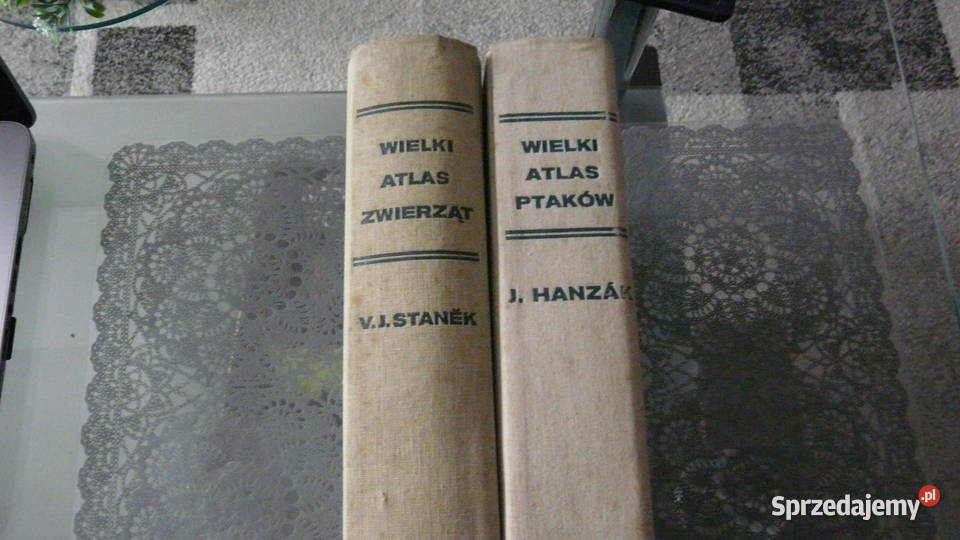 WIELKI
ATLAS
ZWIERZĄT
V.J.STANĚK
WIELKI
ATLAS
PTAKÓW
J. HANZÁK
Sprzedajemy.pl